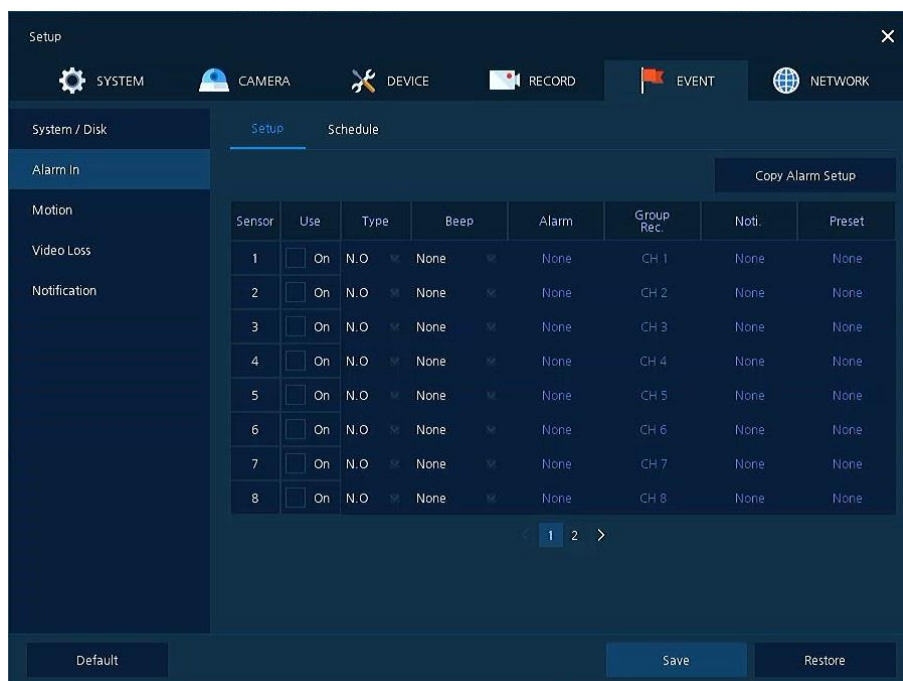 Setup
SYSTEM CAMERA DEVICE RECORD EVENT NETWORK
System / Disk
Alarm In
Motion
Video Loss
Notification
Setup Schedule
Copy Alarm Setup
Sensor Use Type Beep Alarm Group Rec. Noti. Preset
1 On N.O None None CH 1 None None
2 On N.O None None CH 2 None None
3 On N.O None None CH 3 None None
4 On N.O None None CH 4 None None
5 On N.O None None CH 5 None None
6 On N.O None None CH 6 None None
7 On N.O None None CH 7 None None
8 On N.O None None CH 8 None None
1 2
Default Save Restore